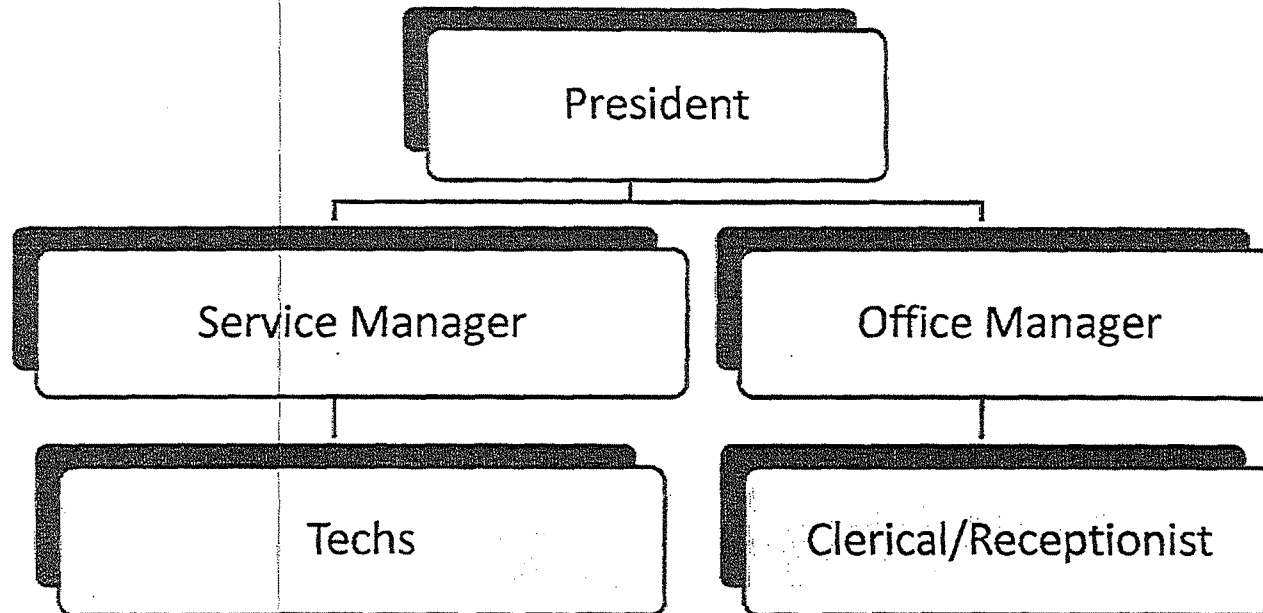 President
Service Manager
Office Manager
Techs
Clerical/Receptionist